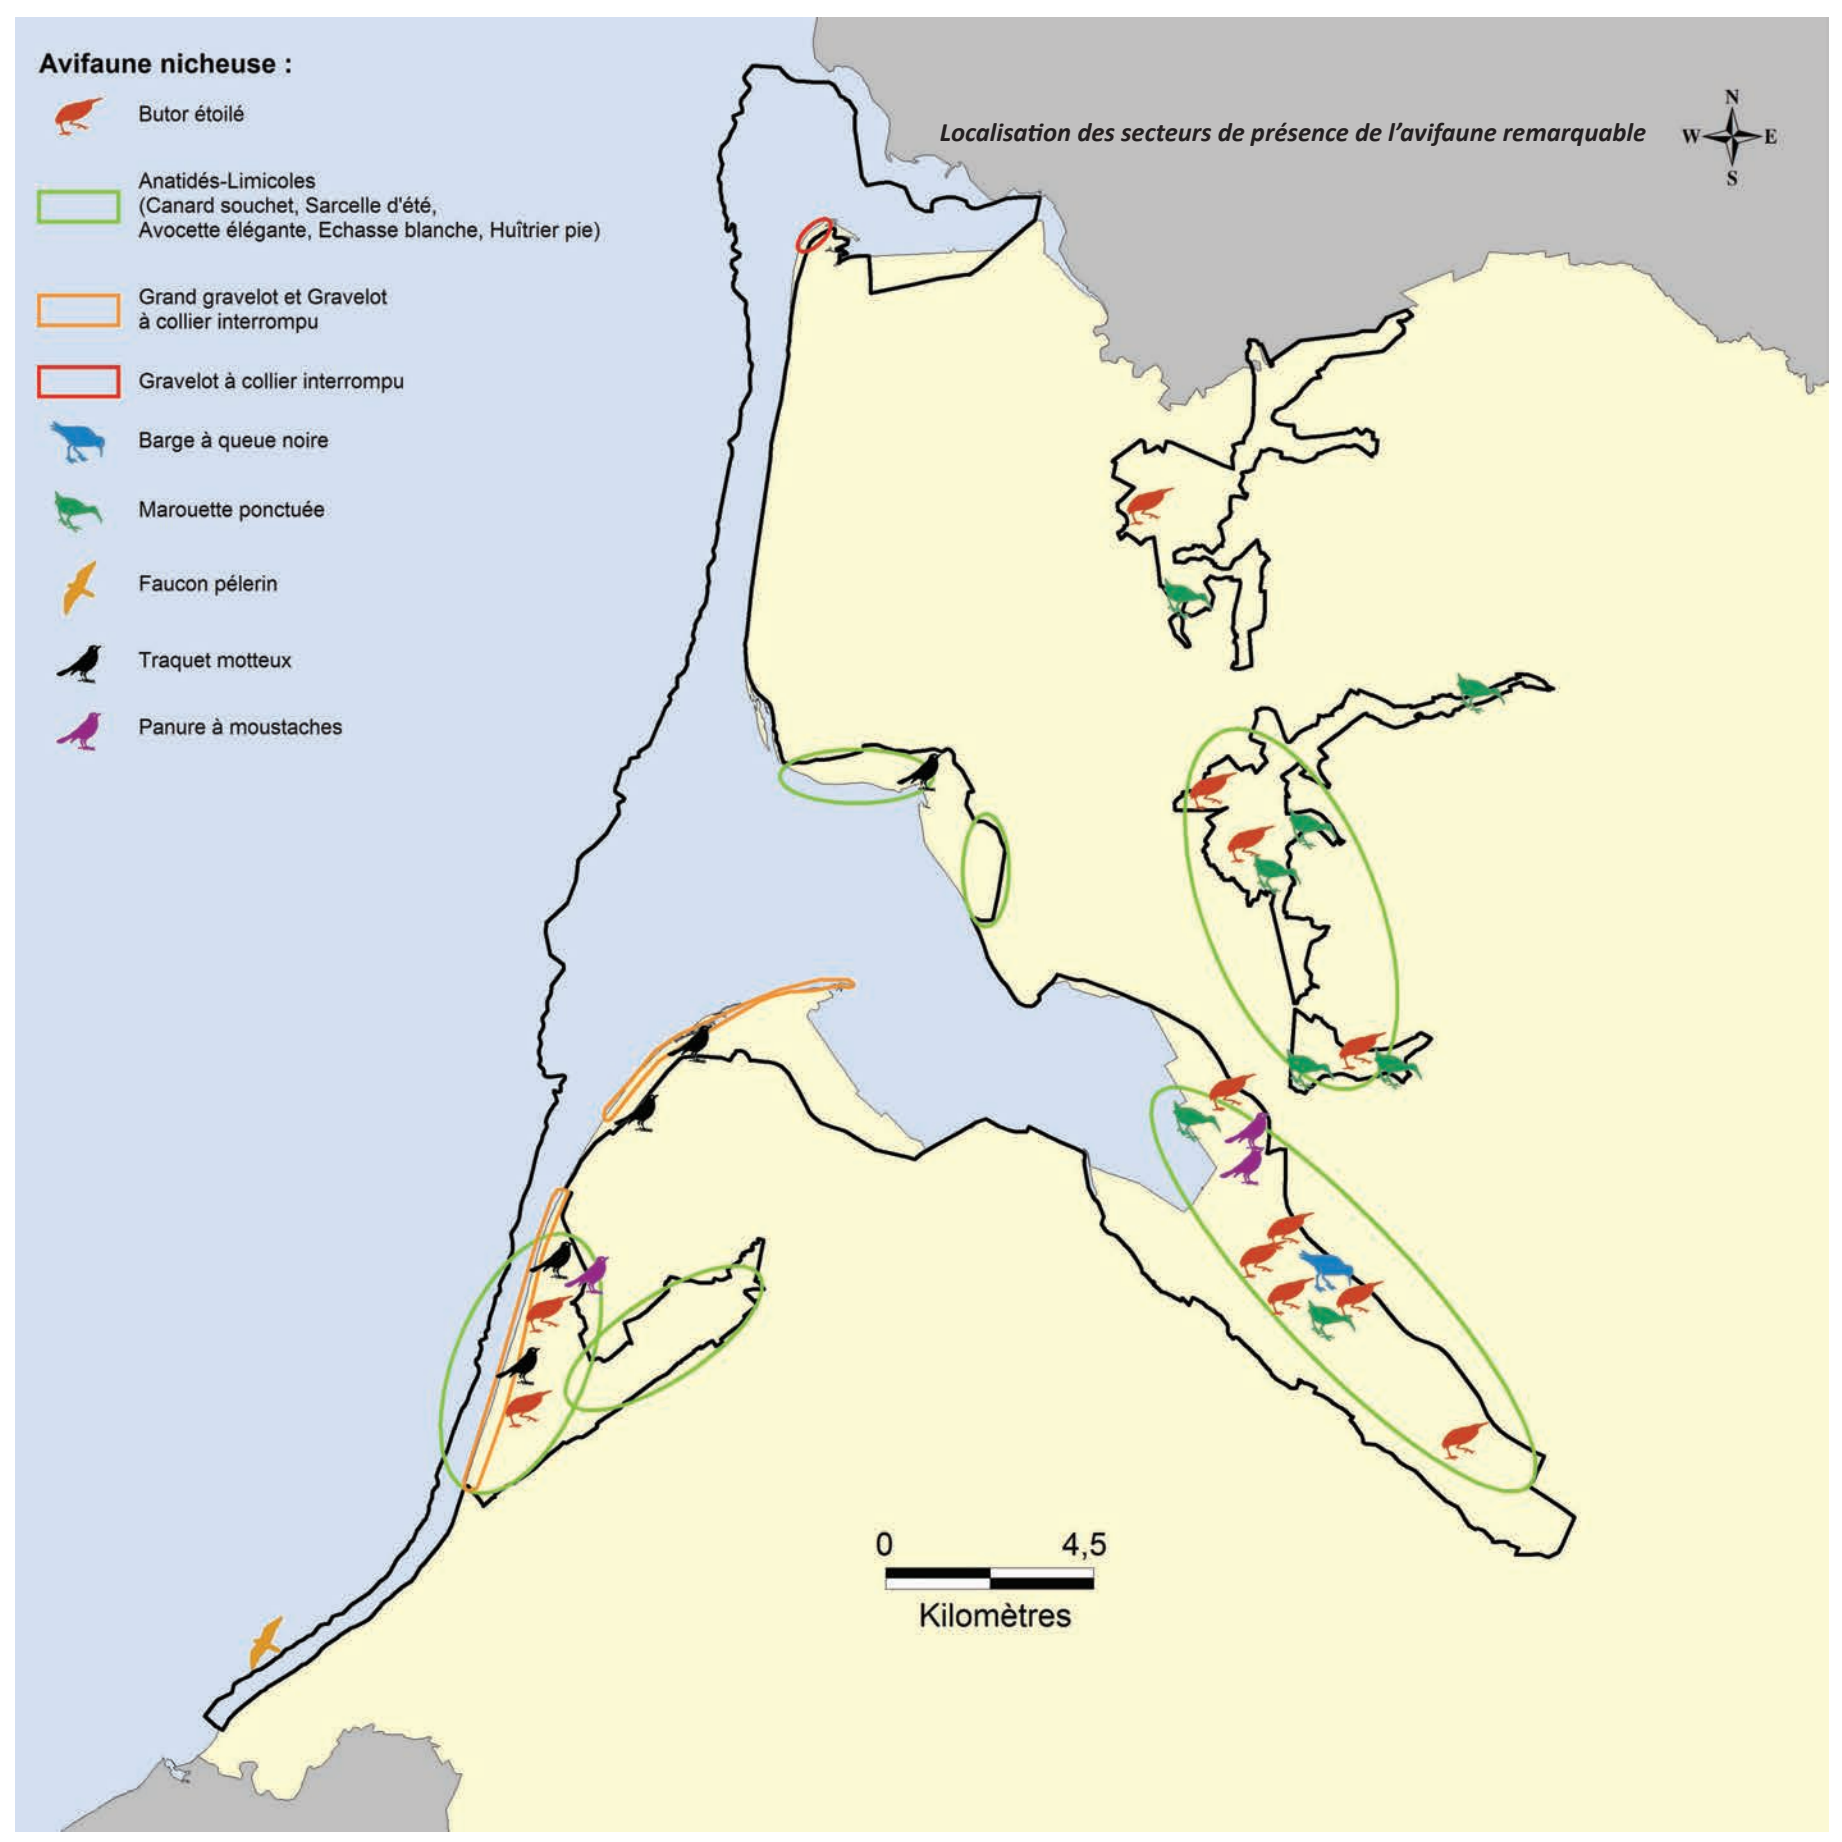 Avifaune nicheuse :
Butor étoilé
Anatidés-Limicoles
(Canard souchet, Sarcelle d'été,
Avocette élégante, Echasse blanche, Huîtrier pie)
Grand gravelot et Gravelot
à collier interrompu
Gravelot à collier interrompu
Barge à queue noire
Marouette ponctuée
Faucon pélerin
Traquet motteux
Panure à moustaches
Localisation des secteurs de présence de l'avifaune remarquable
N
W E
S
0 4,5
Kilomètres